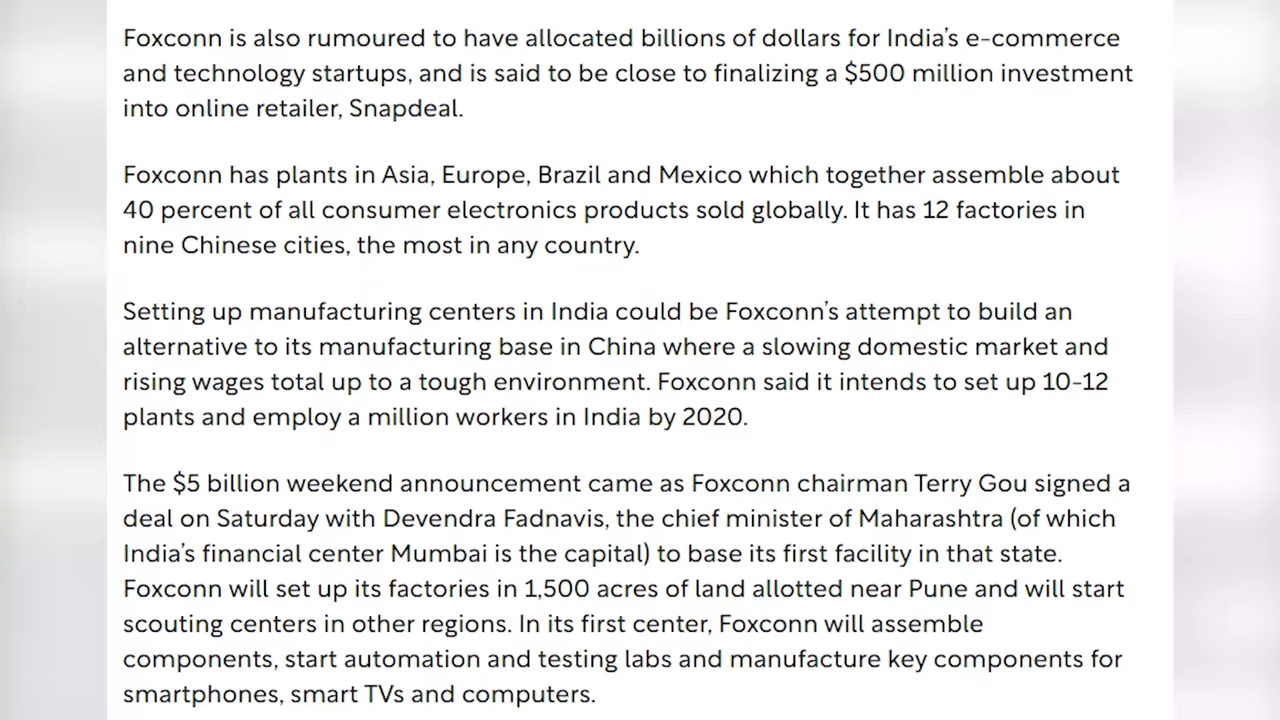 Foxconn is also rumoured to have allocated billions of dollars for India's e-commerce
and technology startups, and is said to be close to finalizing a $500 million investment
into online retailer, Snapdeal.
Foxconn has plants in Asia, Europe, Brazil and Mexico which together assemble about
40 percent of all consumer electronics products sold globally. It has 12 factories in
nine Chinese cities, the most in any country.
Setting up manufacturing centers in India could be Foxconn's attempt to build an
alternative to its manufacturing base in China where a slowing domestic market and
rising wages total up to a tough environment. Foxconn said it intends to set up 10-12
plants and employ a million workers in India by 2020.
The $5 billion weekend announcement came as Foxconn chairman Terry Gou signed a
deal on Saturday with Devendra Fadnavis, the chief minister of Maharashtra (of which
India's financial center Mumbai is the capital) to base its first facility in that state.
Foxconn will set up its factories in 1,500 acres of land allotted near Pune and will start
scouting centers in other regions. In its first center, Foxconn will assemble
components, start automation and testing labs and manufacture key components for
smartphones, smart TVs and computers.